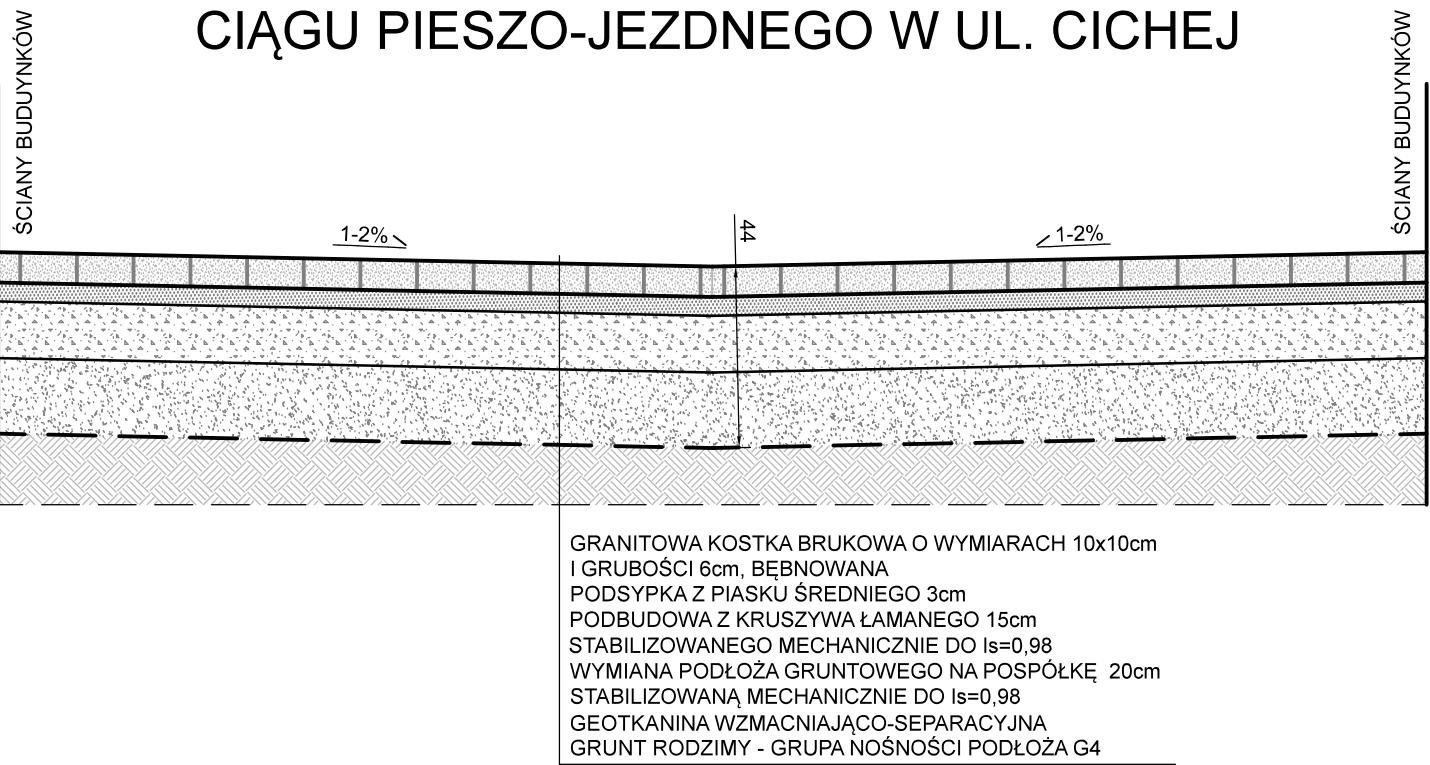 CIĄGU PIESZO-JEZDNEGO W UL. CICHEJ
ŚCIANY BUDUYNKÓW
ŚCIANY BUDUYNKÓW
1-2%
44
1-2%
GRANITOWA KOSTKA BRUKOWA O WYMIARACH 10x10cm
I GRUBOŚCI 6cm, BĘBNOWANA
PODSYPKA Z PIASKU ŚREDNIEGO 3cm
PODBUDOWA Z KRUSZYWA ŁAMANEGO 15cm
STABILIZOWANEGO MECHANICZNIE DO Is=0,98
WYMIANA PODŁOŻA GRUNTOWEGO NA POSPÓŁKĘ 20cm
STABILIZOWANĄ MECHANICZNIE DO Is=0,98
GEOTKANINA WZMACNIAJĄCO-SEPARACYJNA
GRUNT RODZIMY - GRUPA NOŚNOŚCI PODŁOŻA G4